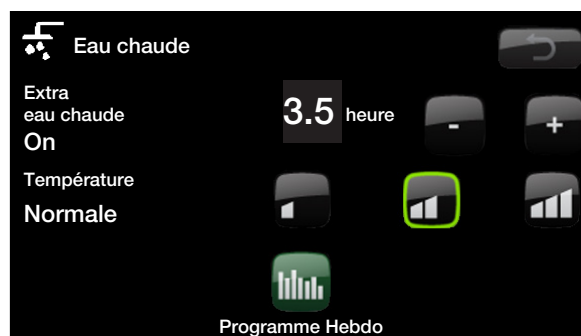 Eau chaude
Extra
eau chaude
On
3.5 heure
-
+
Température
Normale
Programme Hebdo